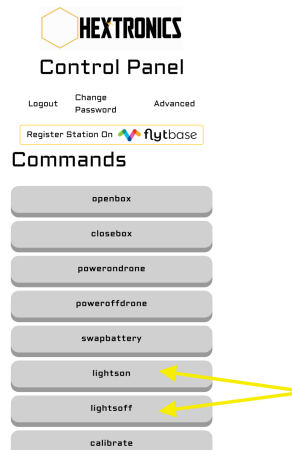 HEXTRONICS
Control Panel
Logout
Change
Password
Advanced
Register Station On flytbase
Commands
openbox
closebox
powerondrone
poweroffdrone
swapbattery
lightson
lightsoff
calibrate